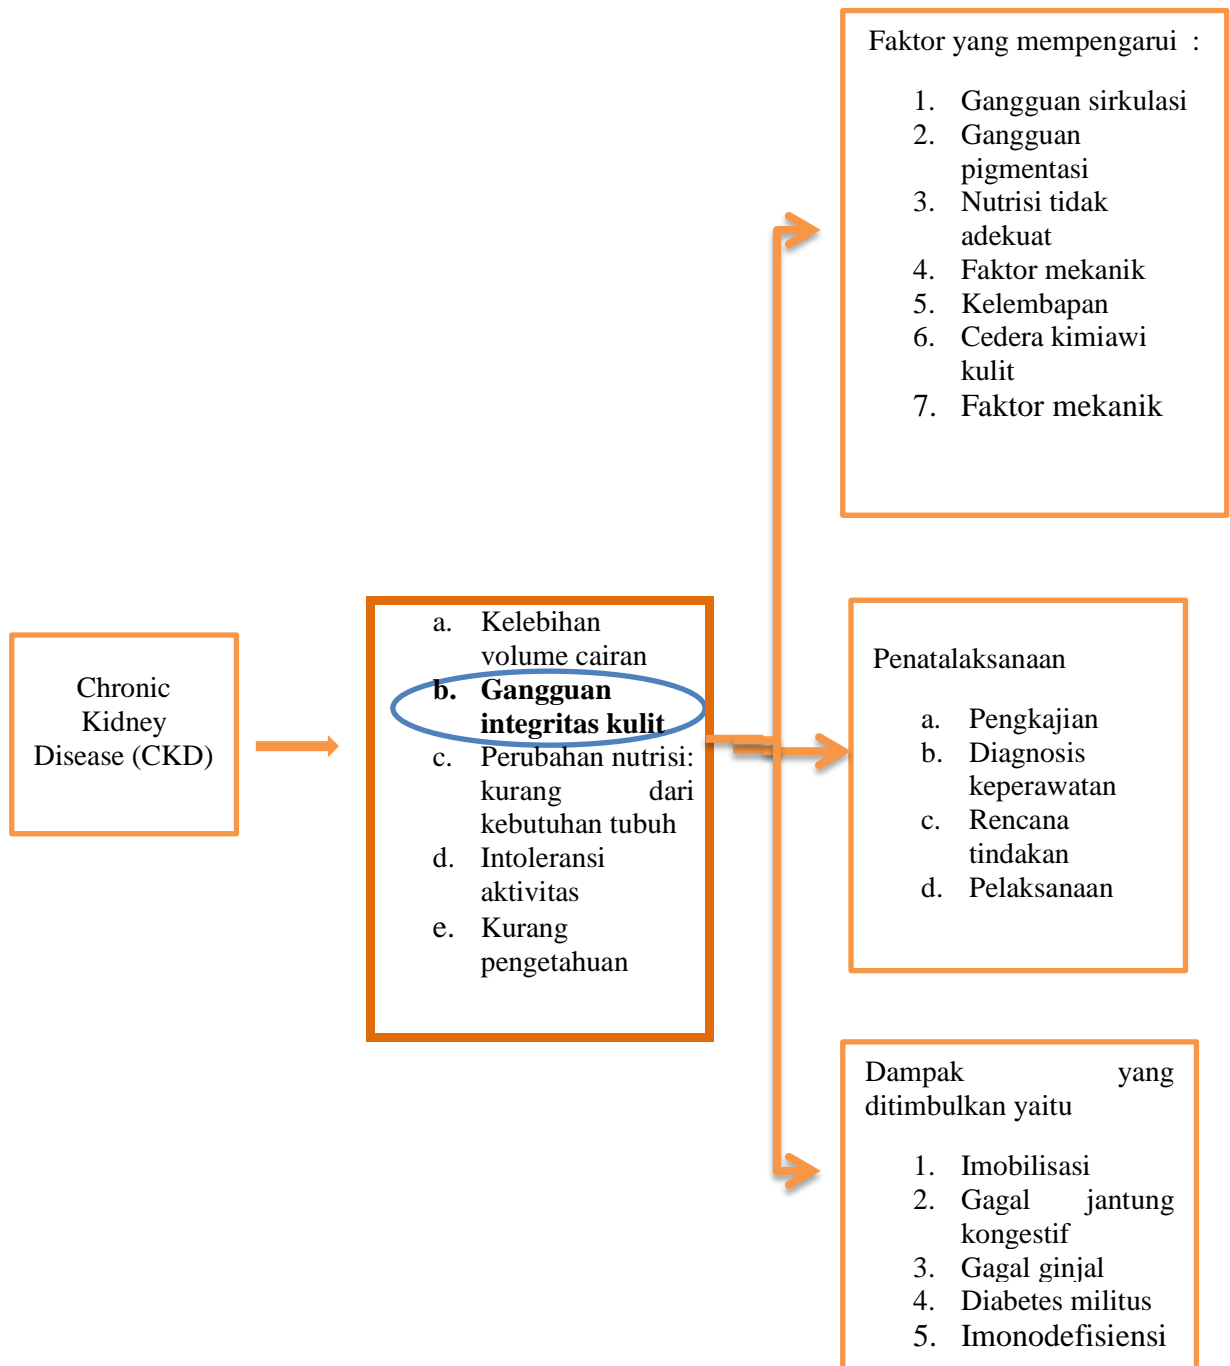 Faktor yang mempengarui :
1. Gangguan sirkulasi
2. Gangguan
pigmentasi
3. Nutrisi tidak
adekuat
4. Faktor mekanik
5. Kelembapan
6. Cedera kimiawi
kulit
7. Faktor mekanik
Chronic
Kidney
Disease (CKD)
a. Kelebihan
volume cairan
b. Gangguan
integritas kulit
c. Perubahan nutrisi:
kurang dari
kebutuhan tubuh
d. Intoleransi
aktivitas
e. Kurang
pengetahuan
Penatalaksanaan
a. Pengkajian
b. Diagnosis
keperawatan
c. Rencana
tindakan
d. Pelaksanaan
Dampak yang
ditimbulkan yaitu
1. Imobilisasi
2. Gagal jantung
kongestif
3. Gagal ginjal
4. Diabetes militus
5. Imonodefisiensi